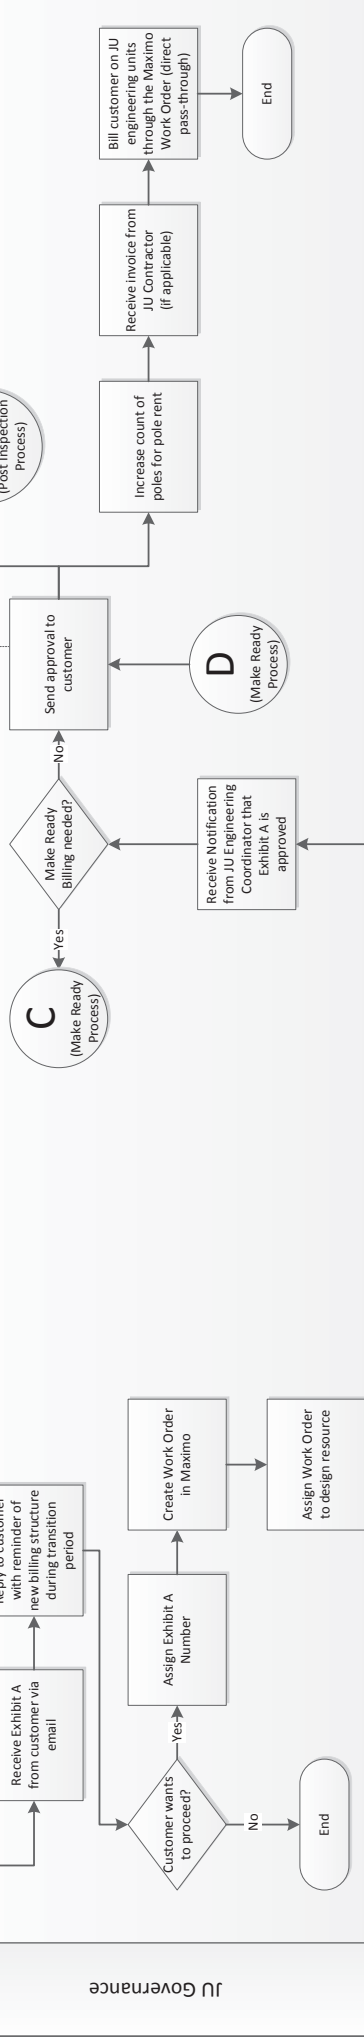 JU Governance
Receive Exhibit A
from customer via
email
with reminder of
new billing structure
during transition
period
Customer wants
to proceed?
No
End
Yes
Assign Exhibit A
Number
Create Work Order
in Maximo
Assign Work Order
to design resource
C
(Make Ready
Process)
Yes
Make Ready
Billing needed?
No
Receive Notification
from JU Engineering
Coordinator that
Exhibit A is
approved
Send approval to
customer
D
(Make Ready
Process)
(Post Inspection
Process)
Increase count of
poles for pole rent
Receive invoice from
JU Contractor
(if applicable)
Bill customer on JU
engineering units
through the Maximo
Work Order (direct
pass-through)
End